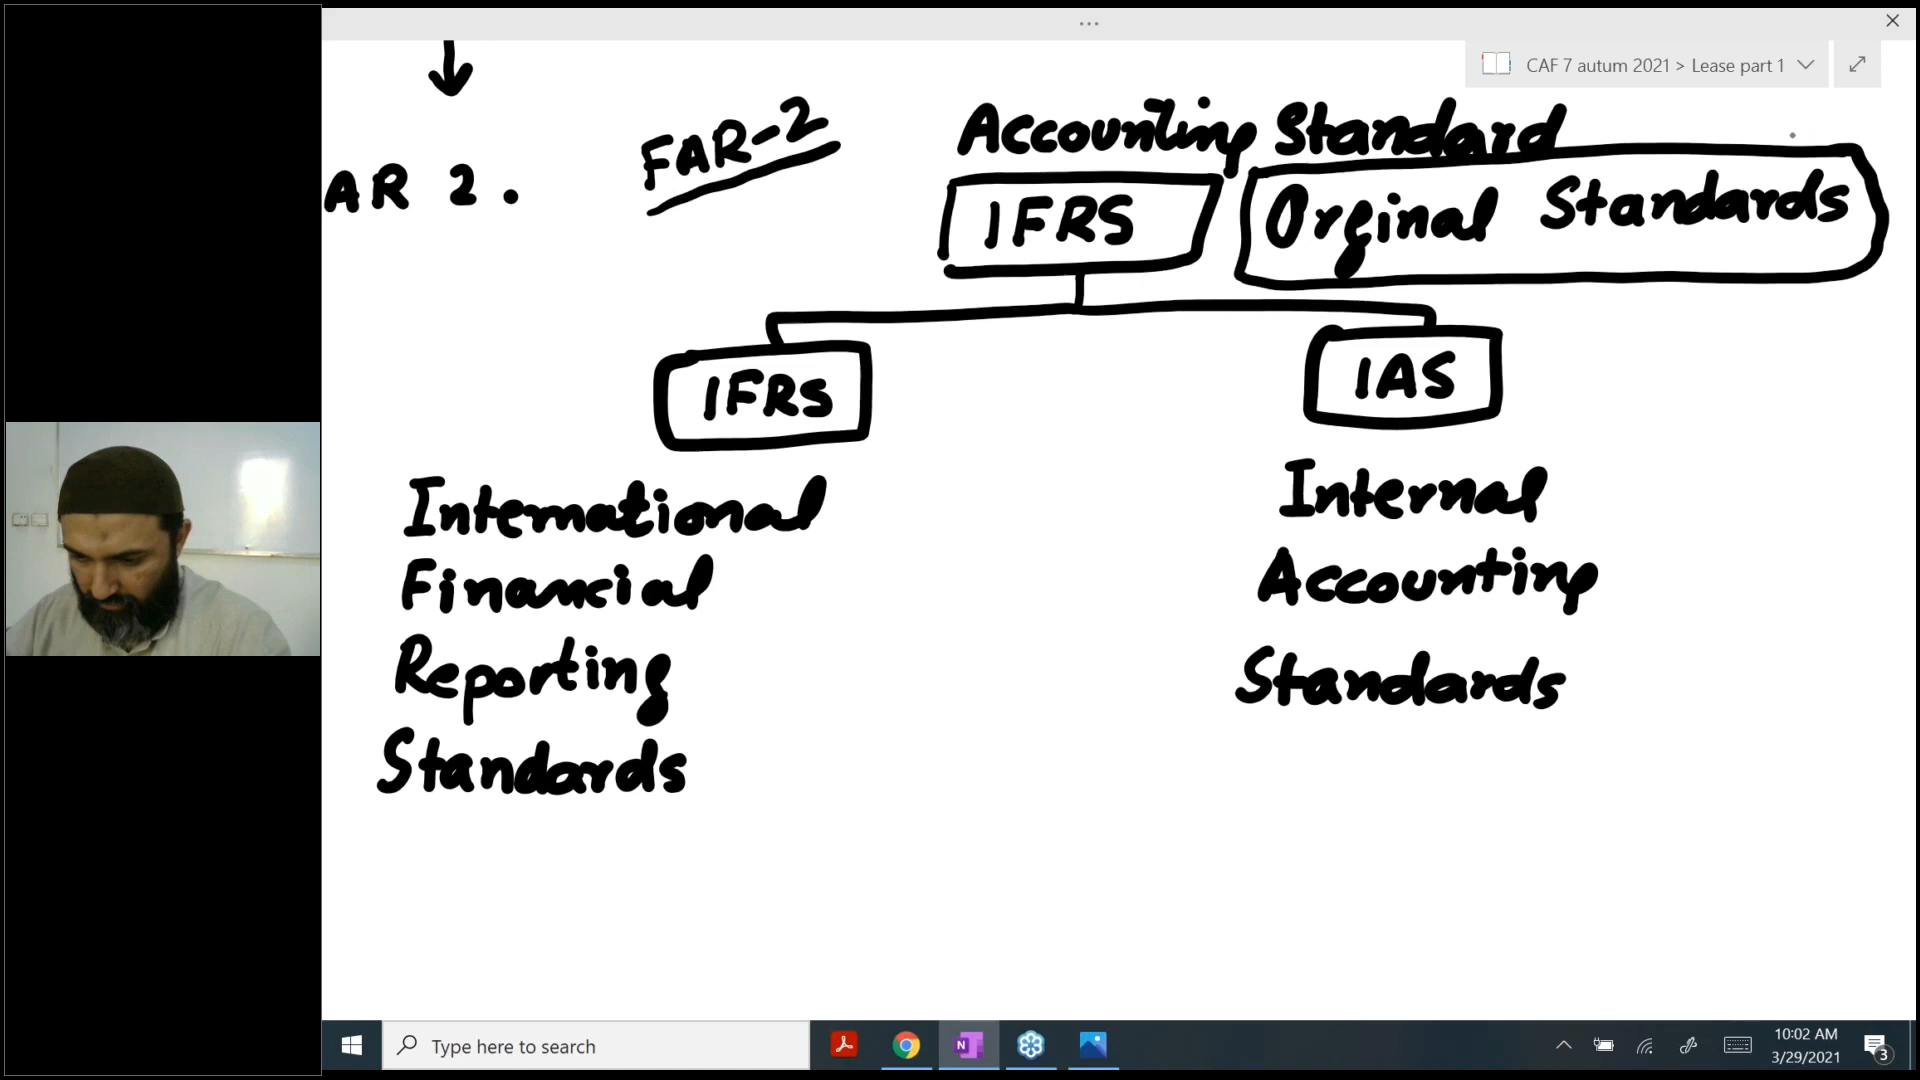 CAF 7 autum 2021 > Lease part 1
FAR-2
Accounting Standard
AR 2.
IFRS
Orginal Standards
IFRS
IAS
International
Financial
Reporting
Standards
Internal
Accounting
Standards
Type here to search
10:02 AM
3/29/2021
3